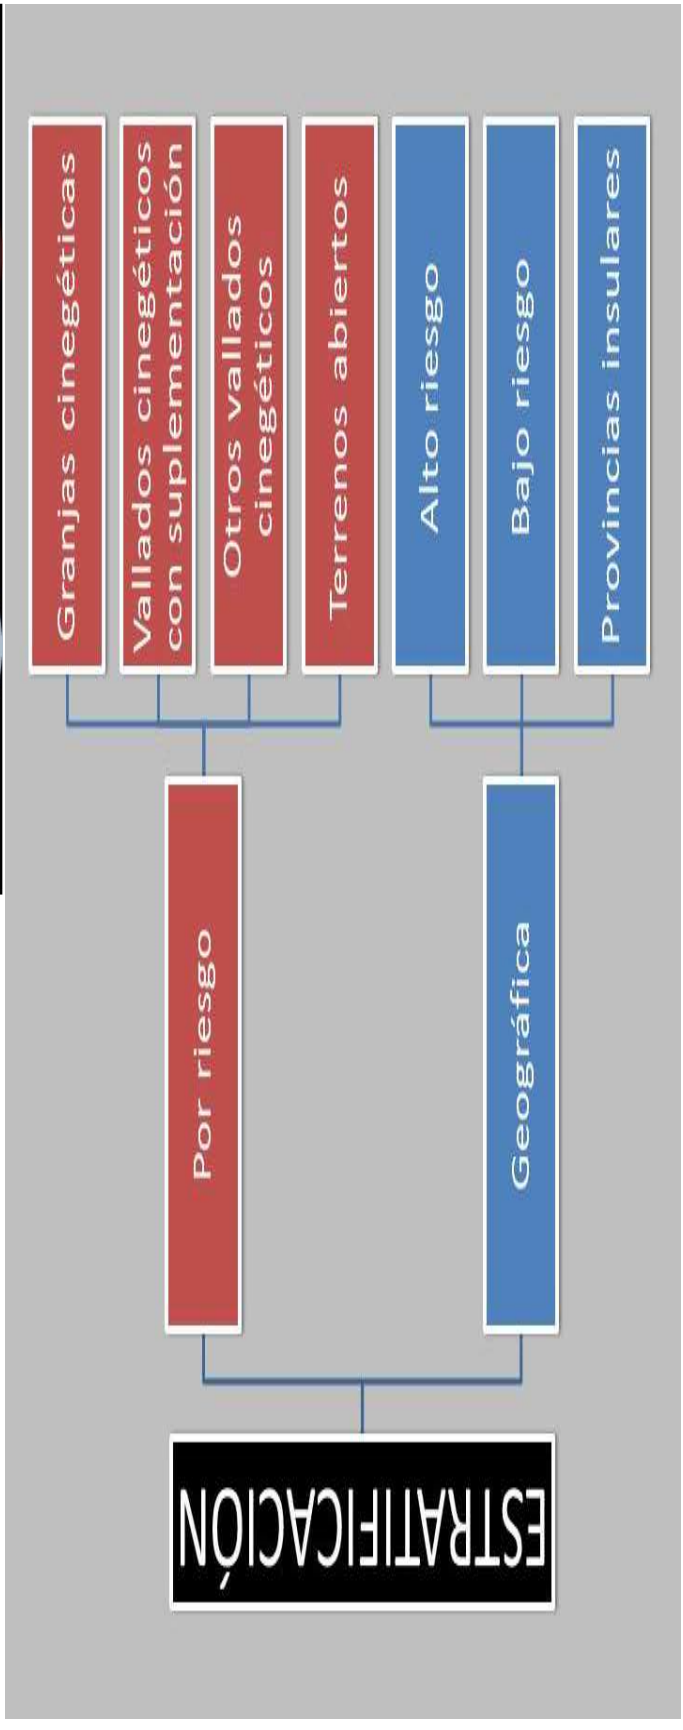 ESTRATIFICACIÓN
Por riesgo
Granjas cinegéticas
Vallados cinegéticos
con suplementación
Otros vallados
cinegéticos
Terrenos abiertos
Geográfica
Alto riesgo
Bajo riesgo
Provincias insulares